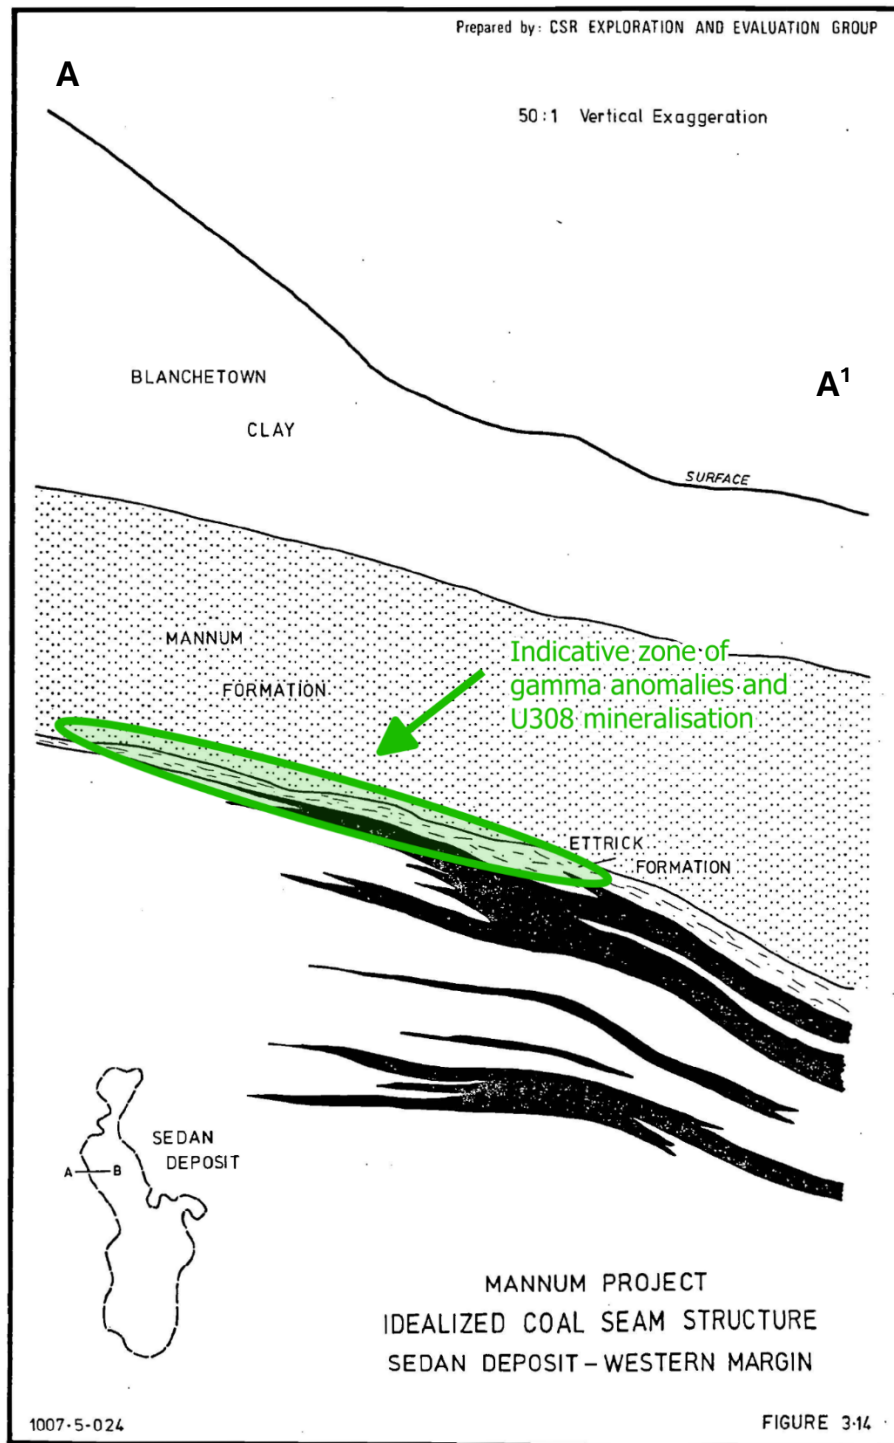 Prepared by: CSR EXPLORATION AND EVALUATION GROUP
A
50:1 Vertical Exaggeration
BLANCHETOWN
CLAY
A¹
SURFACE
MANNUM
FORMATION
Indicative zone of
gamma anomalies and
U308 mineralisation
ETTRICK
FORMATION
SEDAN
DEPOSIT
A
B
MANNUM PROJECT
IDEALIZED COAL SEAM STRUCTURE
SEDAN DEPOSIT – WESTERN MARGIN
1007-5-024
FIGURE 3·14